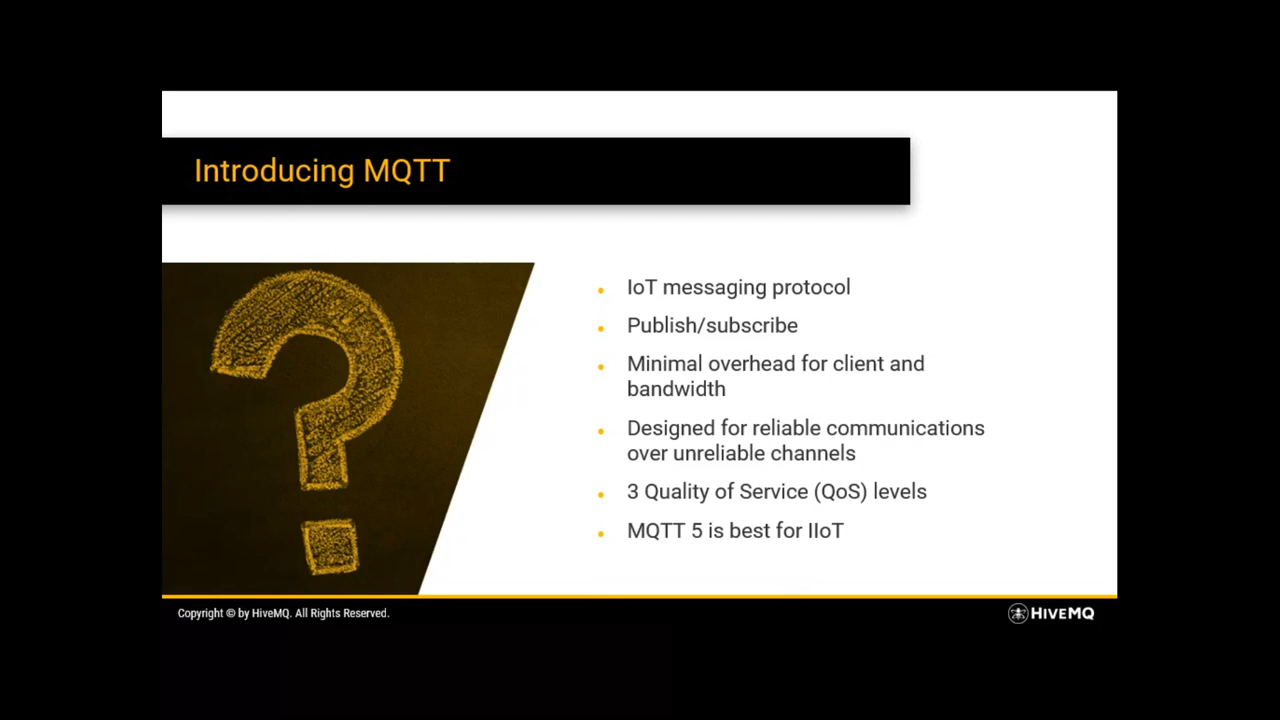 Introducing MQTT
IoT messaging protocol
Publish/subscribe
Minimal overhead for client and
bandwidth
Designed for reliable communications
over unreliable channels
3 Quality of Service (QoS) levels
MQTT 5 is best for IIoT
?
Copyright © by HiveMQ. All Rights Reserved.
HIVEMQ